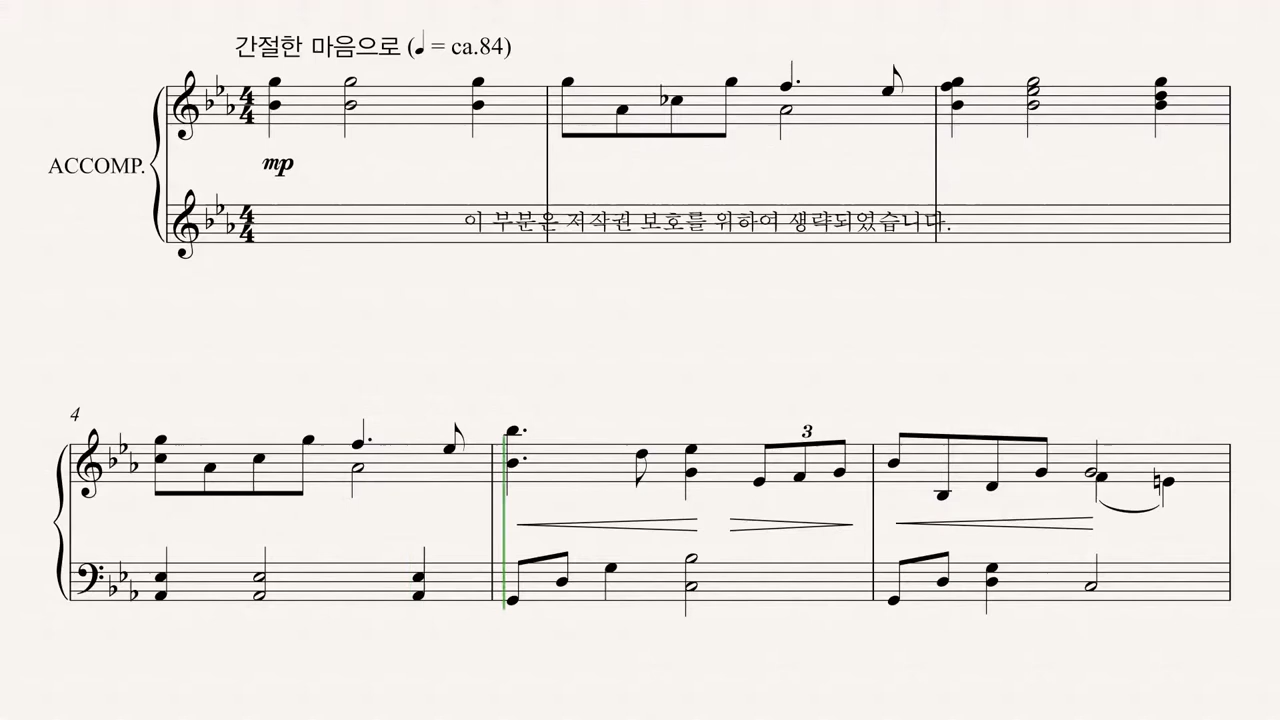 간절한 마음으로 (♩ = ca.84)
mp
ACCOMP.
이 부분은 저작권 보호를 위하여 생략되었습니다.
4
3